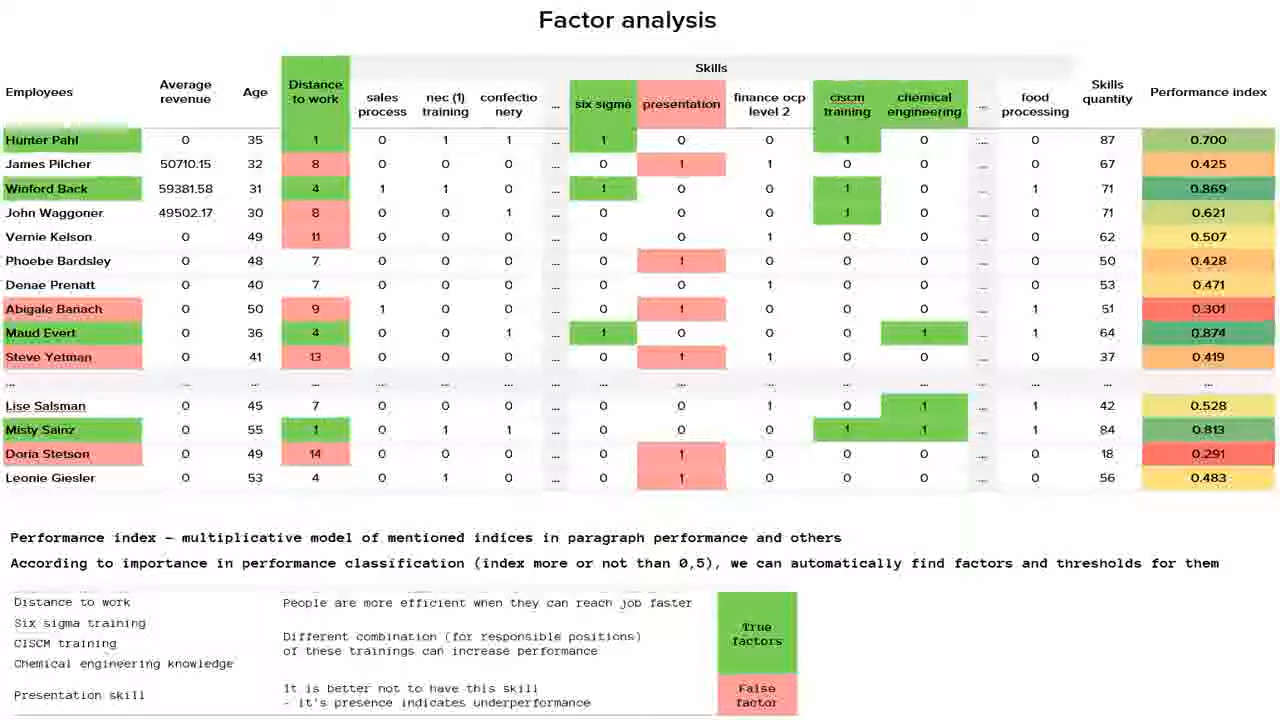 Factor analysis
Skills
Employees Average revenue Age Distance to work sales process nec (1) training confectio nery ... six sigma presentation finance ocp level 2 ciscm training chemical engineering ... food processing Skills quantity Performance index
Hunter Pahl 0 35 1 0 1 1 ... 1 0 0 1 0 ... 0 87 0.700
James Pilcher 50710.15 32 8 0 0 0 ... 0 1 1 0 0 ... 0 67 0.425
Winford Back 59381.58 31 4 1 1 0 ... 1 0 0 1 0 ... 1 71 0.869
John Waggoner 49502.17 30 8 0 0 1 ... 0 0 0 1 0 ... 0 71 0.621
Vernie Kelson 0 49 11 0 0 0 ... 0 0 1 0 0 ... 0 62 0.507
Phoebe Bardsley 0 48 7 0 0 0 ... 0 1 0 0 0 ... 0 50 0.428
Denae Prenatt 0 40 7 0 0 0 ... 0 0 1 0 0 ... 0 53 0.471
Abigale Banach 0 50 9 1 0 0 ... 0 1 0 0 0 ... 1 51 0.301
Maud Evert 0 36 4 0 0 1 ... 1 0 0 0 1 ... 1 64 0.874
Steve Yetman 0 41 13 0 0 0 ... 0 1 1 0 0 ... 0 37 0.419
... ... ... ... ... ... ... ... ... ... ... ... ... ... ... ... ...
Lise Salsman 0 45 7 0 0 0 ... 0 0 1 0 1 ... 1 42 0.528
Misty Sainz 0 55 1 0 1 1 ... 0 0 0 1 1 ... 1 84 0.813
Doria Stetson 0 49 14 0 0 0 ... 0 1 0 0 0 ... 0 18 0.291
Leonie Giesler 0 53 4 0 1 0 ... 0 1 0 0 0 ... 0 56 0.483
Performance index – multiplicative model of mentioned indices in paragraph performance and others
According to importance in performance classification (index more or not than 0,5), we can automatically find factors and thresholds for them
Distance to work
People are more efficient when they can reach job faster
Six sigma training
CISCM training
Chemical engineering knowledge
Different combination (for responsible positions)
of these trainings can increase performance
True
factors
Presentation skill
It is better not to have this skill
- it's presence indicates underperformance
False
factor